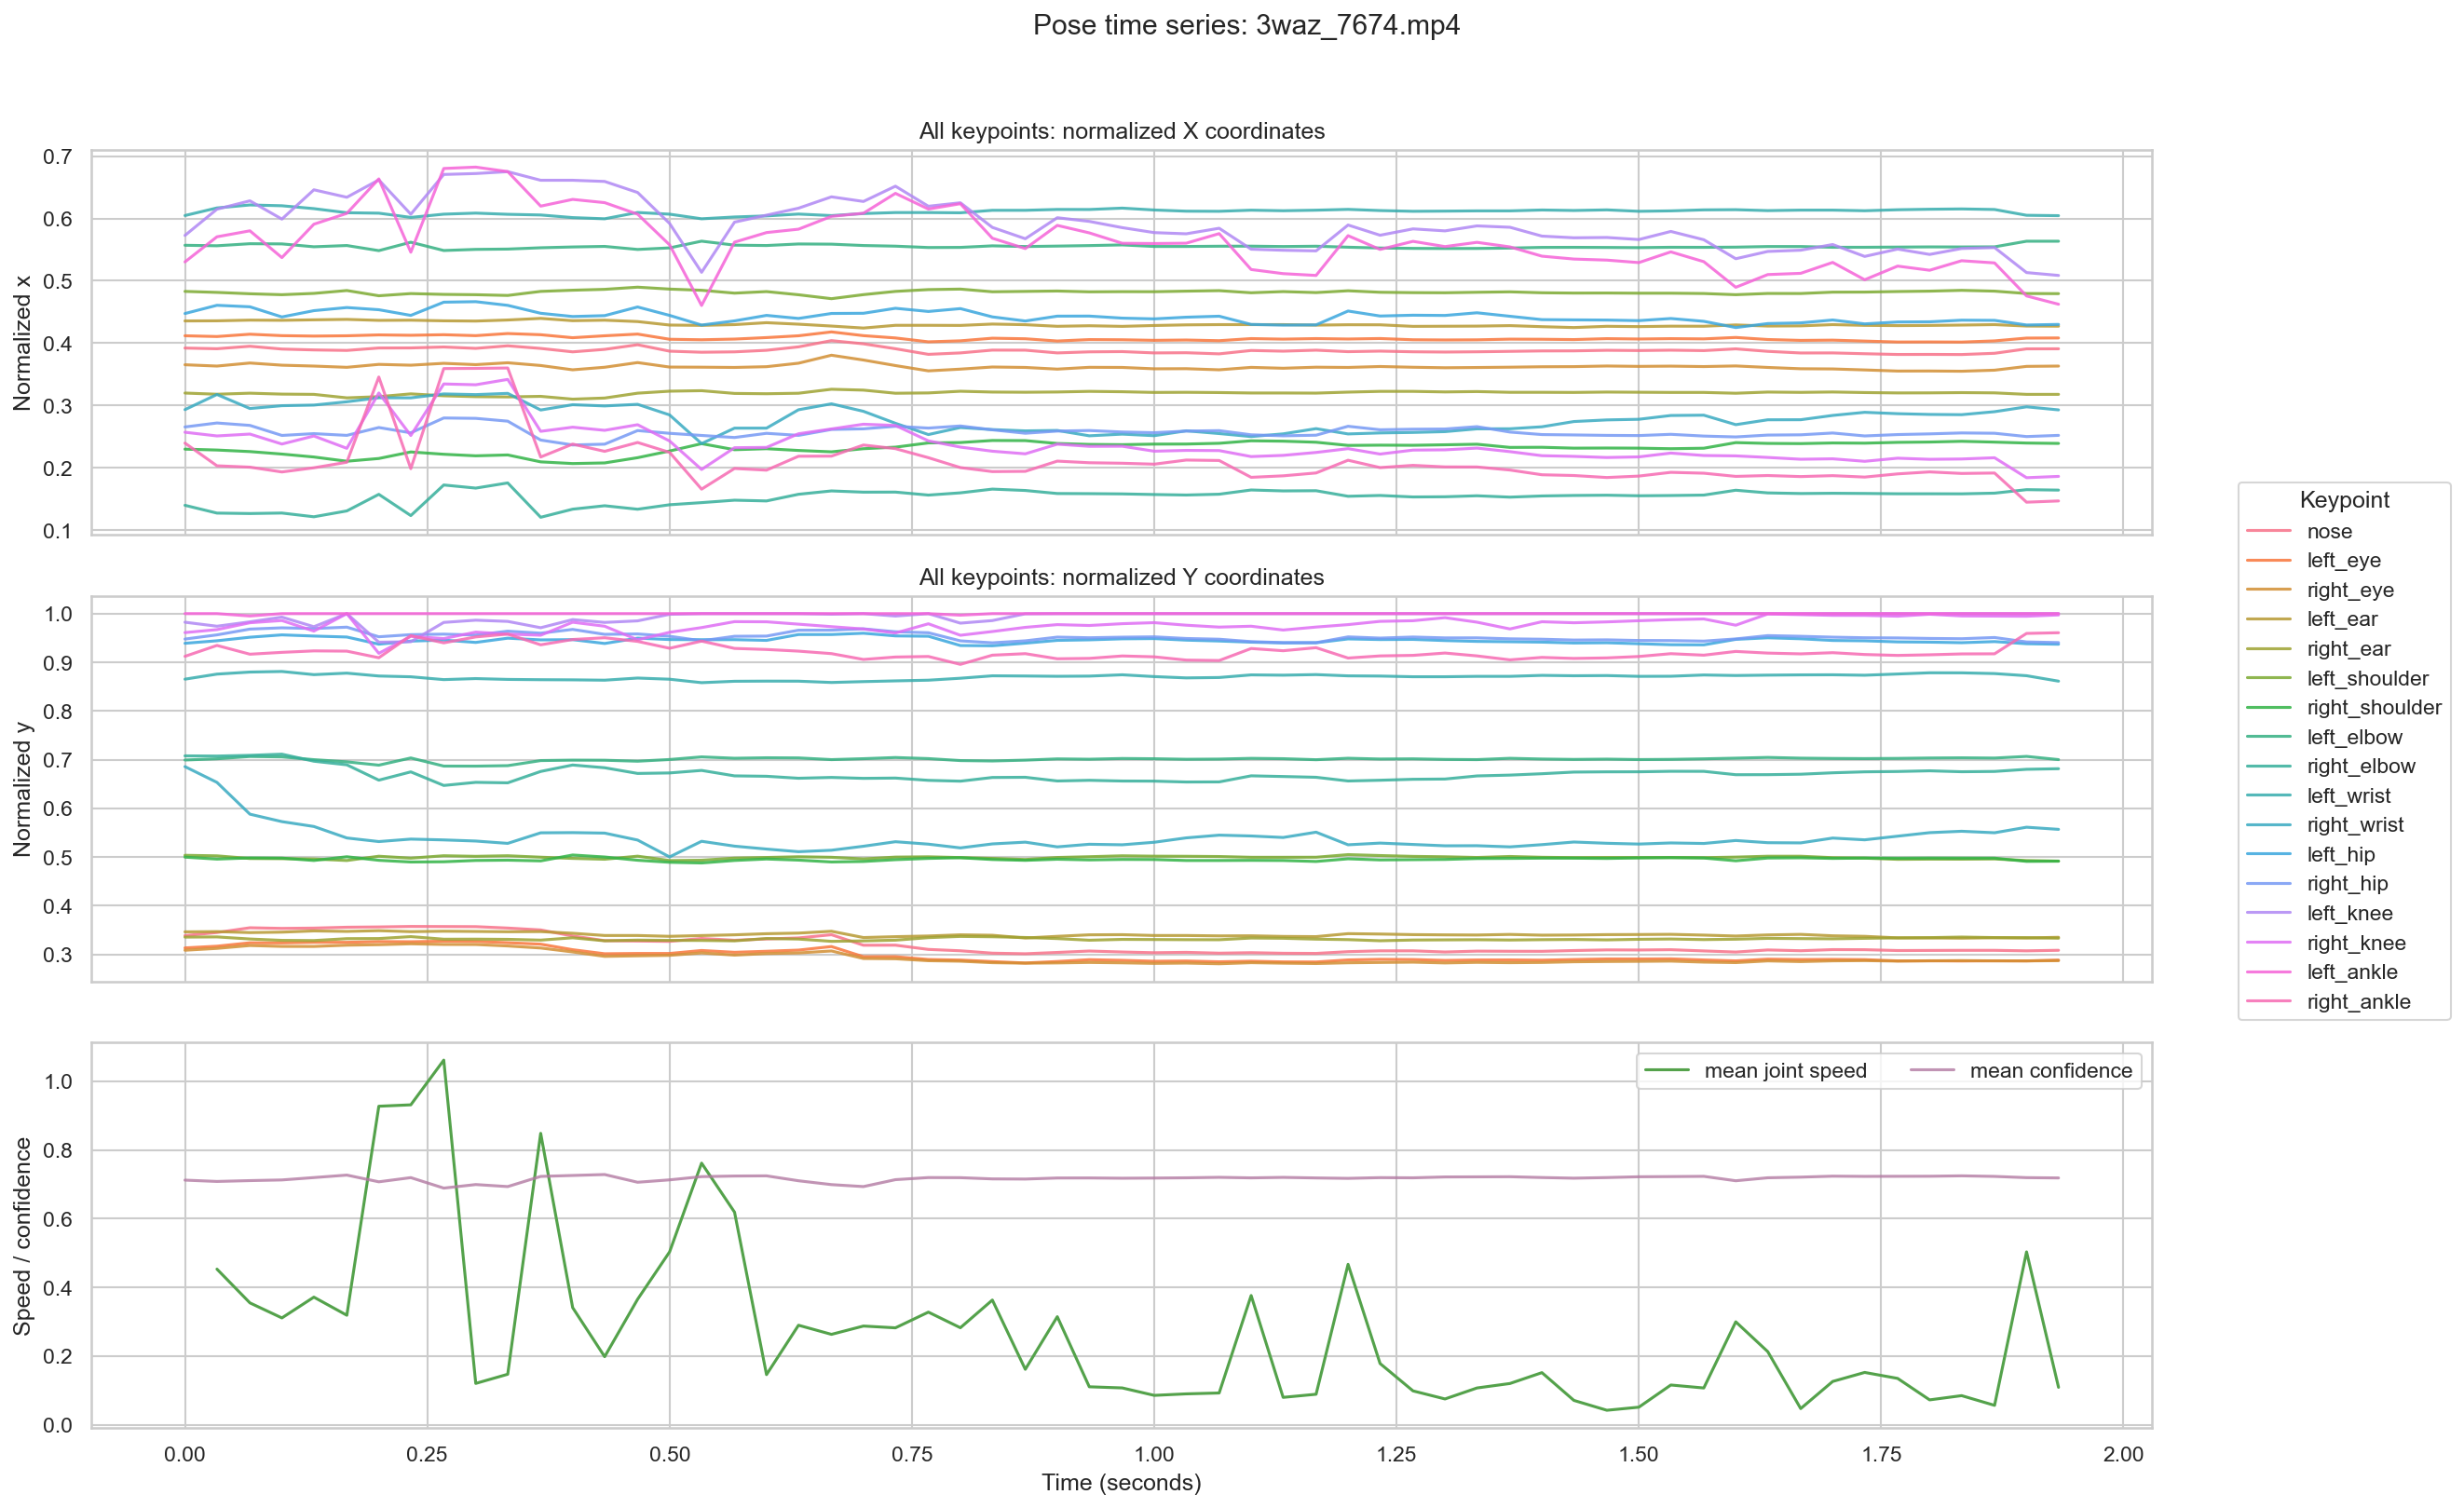 Pose time series: 3waz_7674.mp4
All keypoints: normalized X coordinates
Normalized x
0.7
0.6
0.5
0.4
0.3
0.2
0.1
All keypoints: normalized Y coordinates
Normalized y
1.0
0.9
0.8
0.7
0.6
0.5
0.4
0.3
Keypoint
nose
left_eye
right_eye
left_ear
right_ear
left_shoulder
right_shoulder
left_elbow
right_elbow
left_wrist
right_wrist
left_hip
right_hip
left_knee
right_knee
left_ankle
right_ankle
Speed / confidence
1.0
0.8
0.6
0.4
0.2
0.0
mean joint speed mean confidence
0.00 0.25 0.50 0.75 1.00 1.25 1.50 1.75 2.00
Time (seconds)